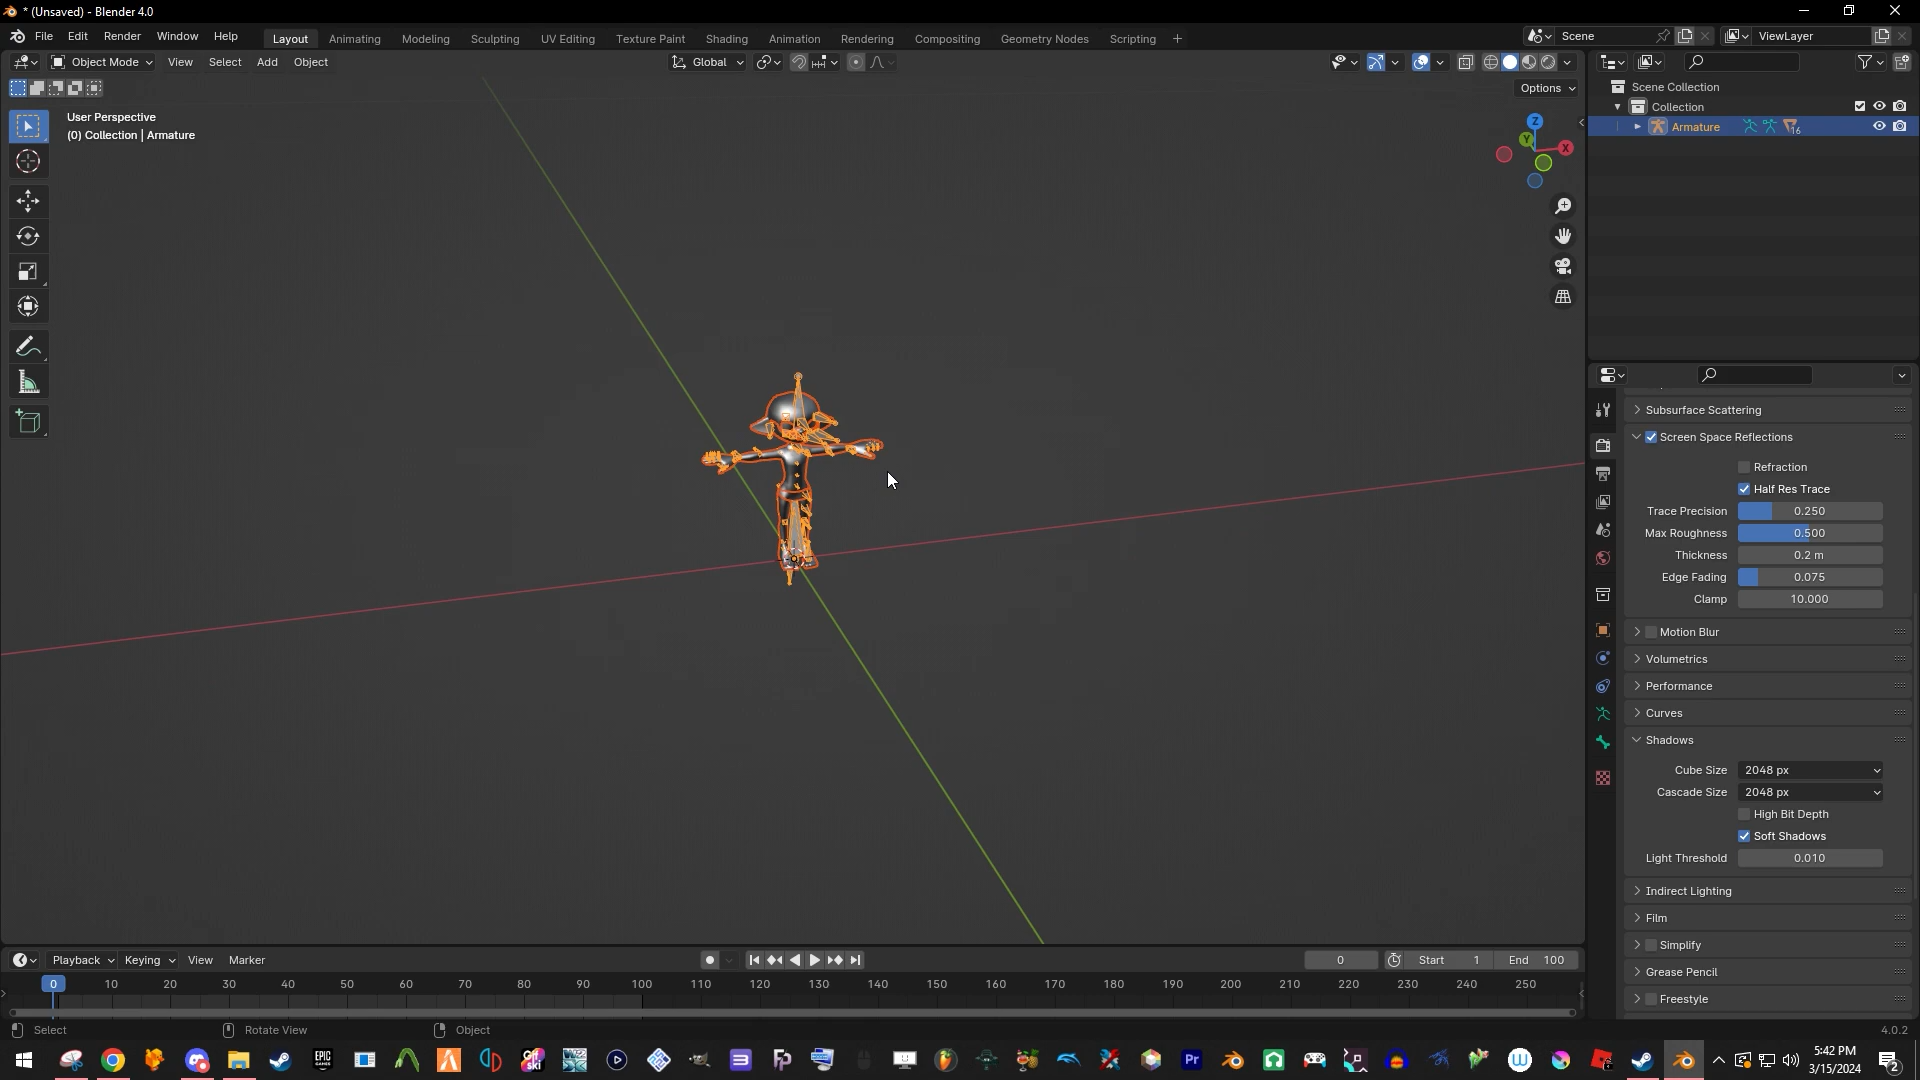 * (Unsaved) - Blender 4.0
File Edit Render Window Help Layout Animating Modeling Sculpting UV Editing Texture Paint Shading Animation Rendering Compositing Geometry Nodes Scripting + Scene ViewLayer
Object Mode View Select Add Object Global
Options
User Perspective
(0) Collection | Armature
Z
Y
X
Scene Collection
Collection
Armature 16
Subsurface Scattering
Screen Space Reflections
Refraction
Half Res Trace
Trace Precision 0.250
Max Roughness 0.500
Thickness 0.2 m
Edge Fading 0.075
Clamp 10.000
Motion Blur
Volumetrics
Performance
Curves
Shadows
Cube Size 2048 px
Cascade Size 2048 px
High Bit Depth
Soft Shadows
Light Threshold 0.010
Indirect Lighting
Film
Simplify
Grease Pencil
Freestyle
Playback Keying View Marker 0 Start 1 End 100
0 10 20 30 40 50 60 70 80 90 100 110 120 130 140 150 160 170 180 190 200 210 220 230 240 250
Select Rotate View Object 4.0.2
EPIC GAMES
Gif ski
Pr
5:42 PM
3/15/2024
2